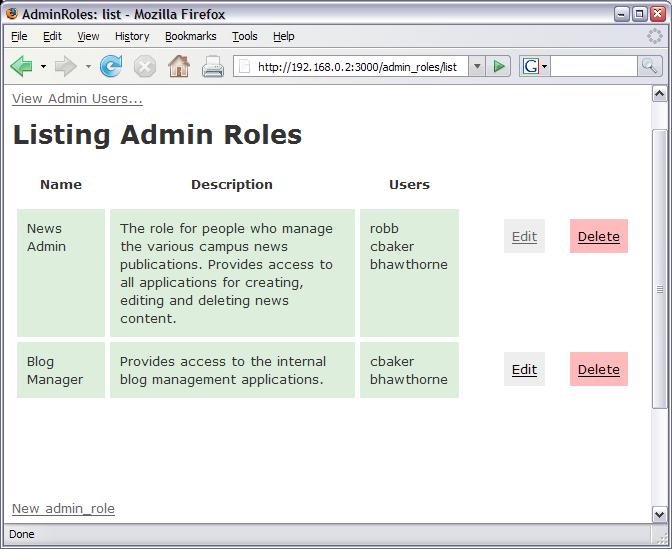 AdminRoles: list - Mozilla Firefox
File Edit View History Bookmarks Tools Help
http://192.168.0.2:3000/admin_roles/list
G
View Admin Users...
Listing Admin Roles
Name Description Users
News Admin
The role for people who manage
the various campus news
publications. Provides access to
all applications for creating,
editing and deleting news
content.
robb
cbaker
bhawthorne
Edit Delete
Blog
Manager
Provides access to the internal
blog management applications.
cbaker
bhawthorne
Edit Delete
New admin_role
Done